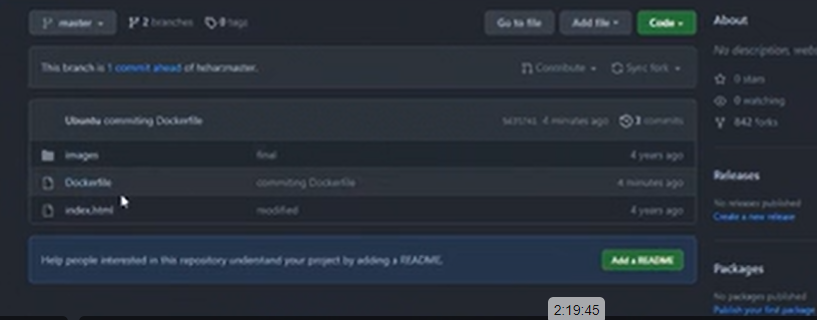 master
2 branches
0 tags
Go to file
Add file
Code
This branch is 1 commit ahead of
Contribute
Sync fork
Ubuntu commiting Dockerfile
4 minutes ago
3 commits
images
final
4 years ago
Dockerfile
commiting Dockerfile
4 minutes ago
index.html
modified
4 years ago
Help people interested in this repository understand your project by adding a README.
Add a README
About
No description,
0 stars
0 watching
842 forks
Releases
No releases published
Create a new release
Packages
No packages published
Publish your first package
2:19:45